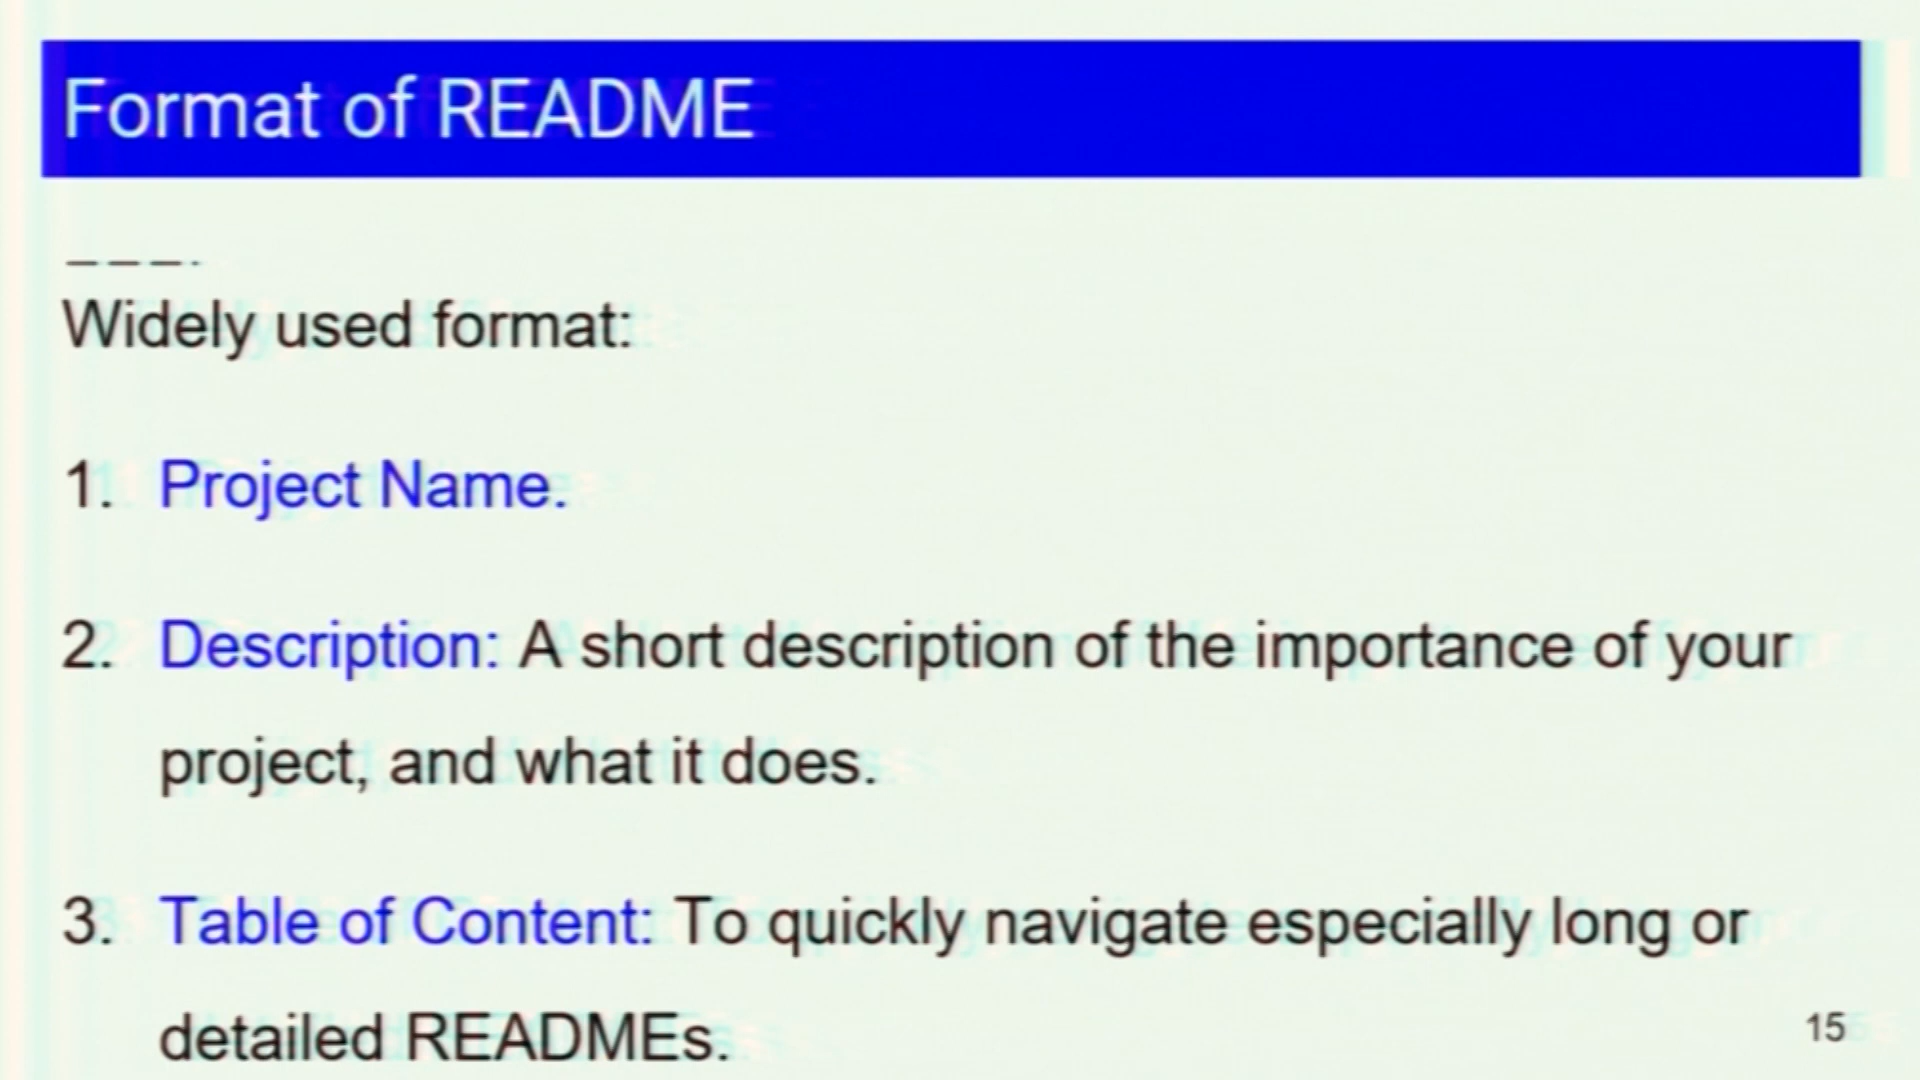 Format of README
Widely used format:
1. Project Name.
2. Description: A short description of the importance of your
project, and what it does.
3. Table of Content: To quickly navigate especially long or
detailed READMEs.
15